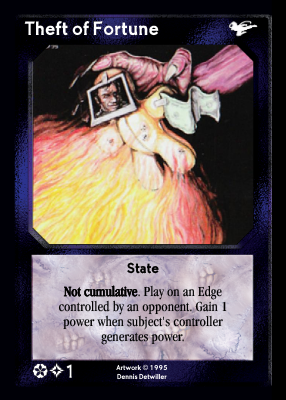 Theft of Fortune
State
Not cumulative. Play on an Edge
controlled by an opponent. Gain 1
power when subject's controller
generates power.
1
Artwork © 1995
Dennis Detwiller